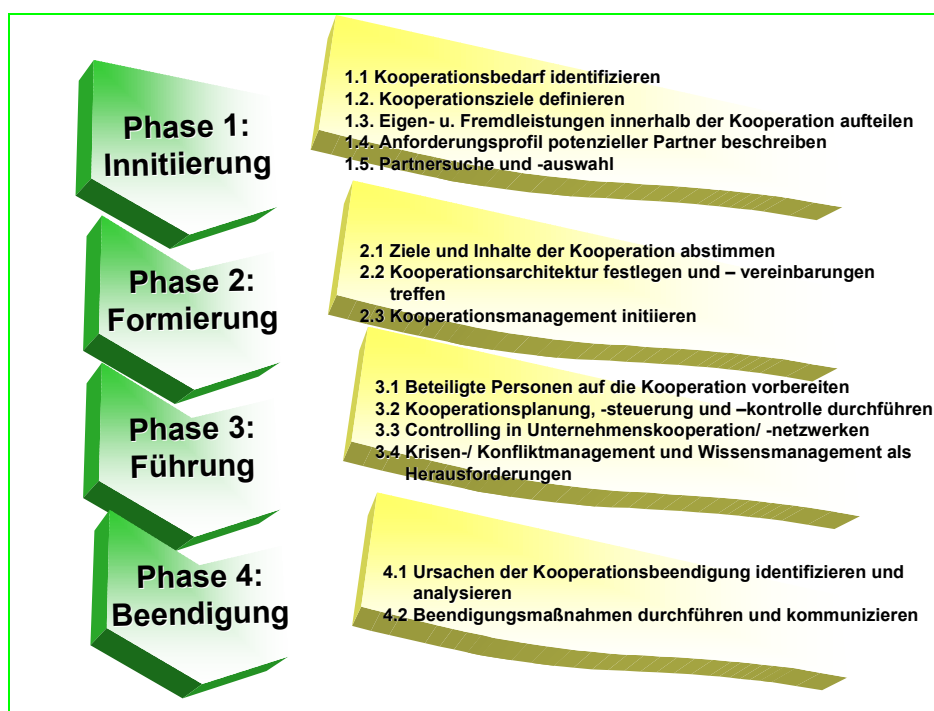 Phase 1:
Innitiierung
1.1 Kooperationsbedarf identifizieren
1.2. Kooperationsziele definieren
1.3. Eigen- u. Fremdleistungen innerhalb der Kooperation aufteilen
1.4. Anforderungsprofil potenzieller Partner beschreiben
1.5. Partnersuche und -auswahl
Phase 2:
Formierung
2.1 Ziele und Inhalte der Kooperation abstimmen
2.2 Kooperationsarchitektur festlegen und – vereinbarungen
treffen
2.3 Kooperationsmanagement initiieren
Phase 3:
Führung
3.1 Beteiligte Personen auf die Kooperation vorbereiten
3.2 Kooperationsplanung, -steuerung und –kontrolle durchführen
3.3 Controlling in Unternehmenskooperation/ -netzwerken
3.4 Krisen-/ Konfliktmanagement und Wissensmanagement als
Herausforderungen
Phase 4:
Beendigung
4.1 Ursachen der Kooperationsbeendigung identifizieren und
analysieren
4.2 Beendigungsmaßnahmen durchführen und kommunizieren